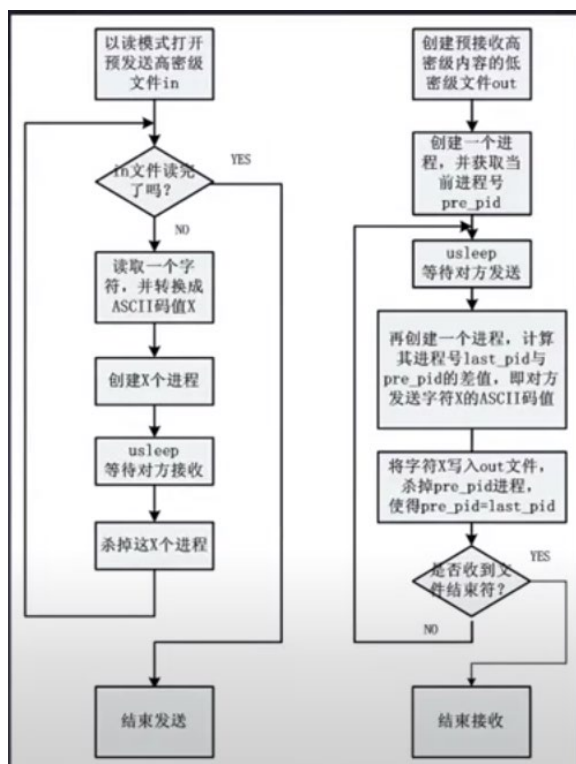 以读模式打开
预发送高密级
文件in
in文件读完
了吗？
YES
NO
读取一个字
符，并转换成
ASCII码值X
创建X个进程
usleep
等待对方接收
杀掉这X个进程
结束发送
创建预接收高
密级内容的低
密级文件out
创建一个进
程，并获取当
前进程号
pre_pid
usleep
等待对方发送
再创建一个进程，计算
其进程号last_pid与
pre_pid的差值，即对方
发送字符X的ASCII码值
将字符X写入out文件，
杀掉pre_pid进程，
使得pre_pid=last_pid
是否收到文
件结束符？
YES
NO
结束接收